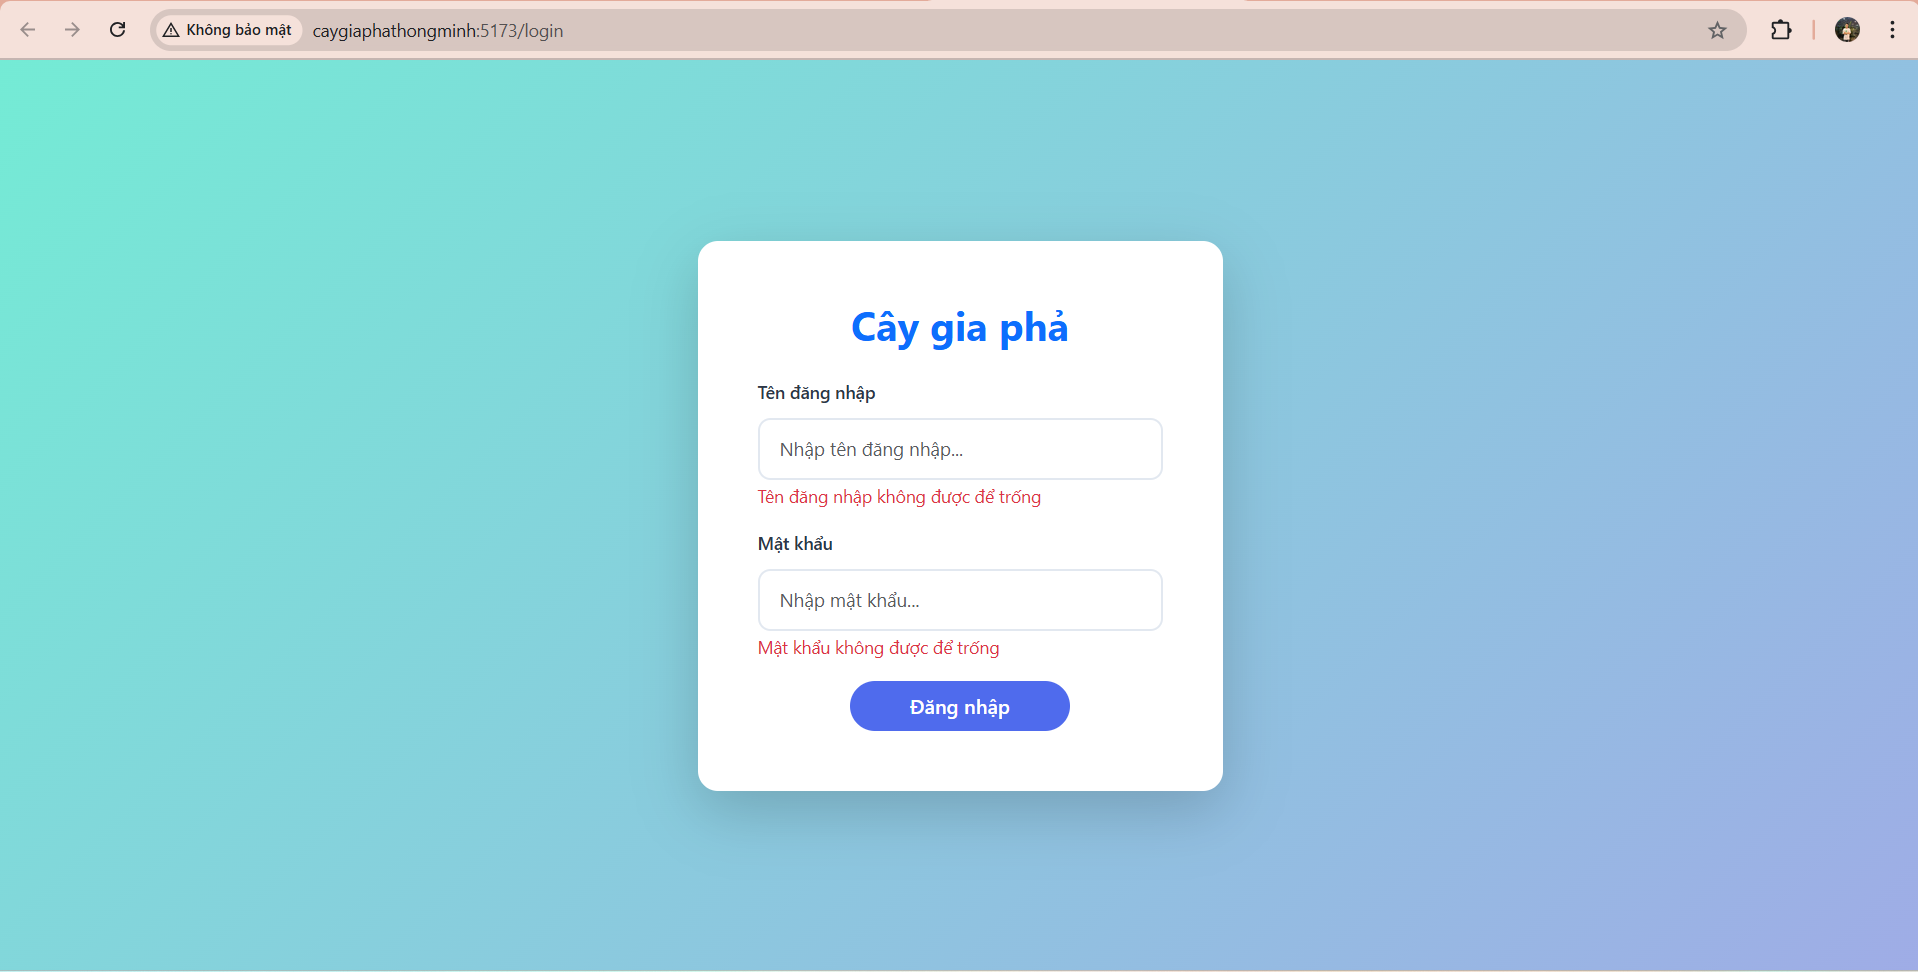 Không bảo mật caygiaphathongminh:5173/login
Cây gia phả
Tên đăng nhập
Nhập tên đăng nhập...
Tên đăng nhập không được để trống
Mật khẩu
Nhập mật khẩu...
Mật khẩu không được để trống
Đăng nhập